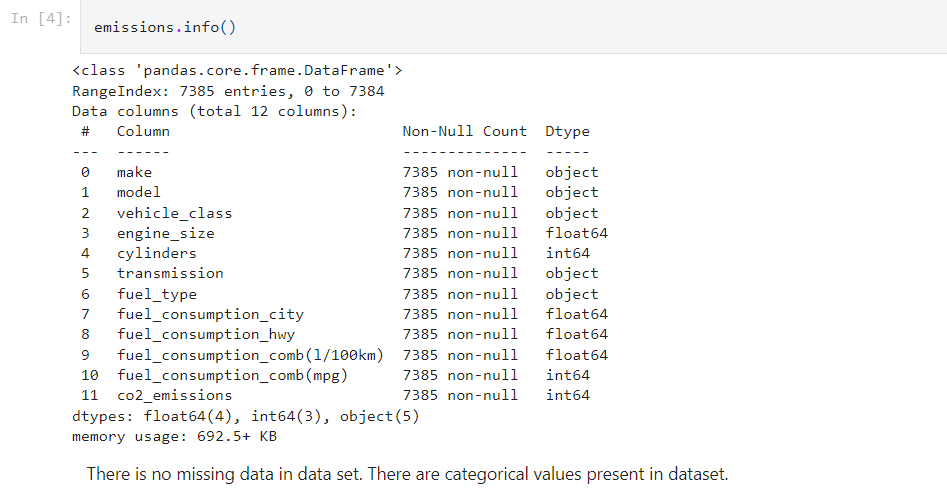 In [4]: emissions.info()
<class 'pandas.core.frame.DataFrame'>
RangeIndex: 7385 entries, 0 to 7384
Data columns (total 12 columns):
#   Column                        Non-Null Count  Dtype
---  ------                        --------------  -----
0   make                          7385 non-null   object
1   model                         7385 non-null   object
2   vehicle_class                 7385 non-null   object
3   engine_size                   7385 non-null   float64
4   cylinders                     7385 non-null   int64
5   transmission                  7385 non-null   object
6   fuel_type                     7385 non-null   object
7   fuel_consumption_city         7385 non-null   float64
8   fuel_consumption_hwy          7385 non-null   float64
9   fuel_consumption_comb(l/100km)  7385 non-null   float64
10  fuel_consumption_comb(mpg)    7385 non-null   int64
11  co2_emissions                 7385 non-null   int64
dtypes: float64(4), int64(3), object(5)
memory usage: 692.5+ KB
There is no missing data in data set. There are categorical values present in dataset.